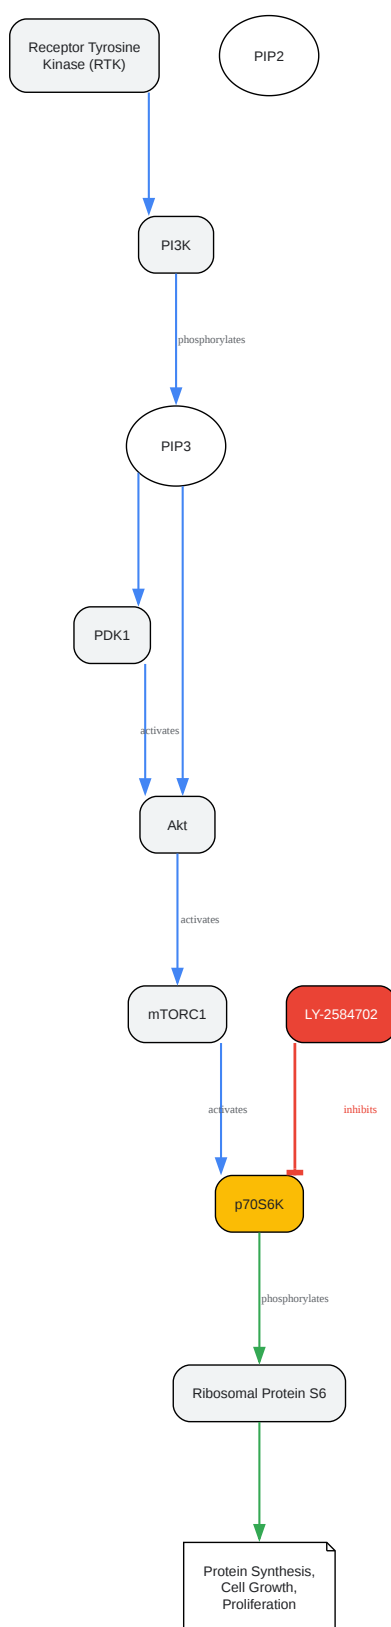 Receptor Tyrosine
Kinase (RTK)
PIP2
PI3K
phosphorylates
PIP3
PDK1
activates
Akt
activates
mTORC1
LY-2584702
activates
inhibits
p70S6K
phosphorylates
Ribosomal Protein S6
Protein Synthesis,
Cell Growth,
Proliferation